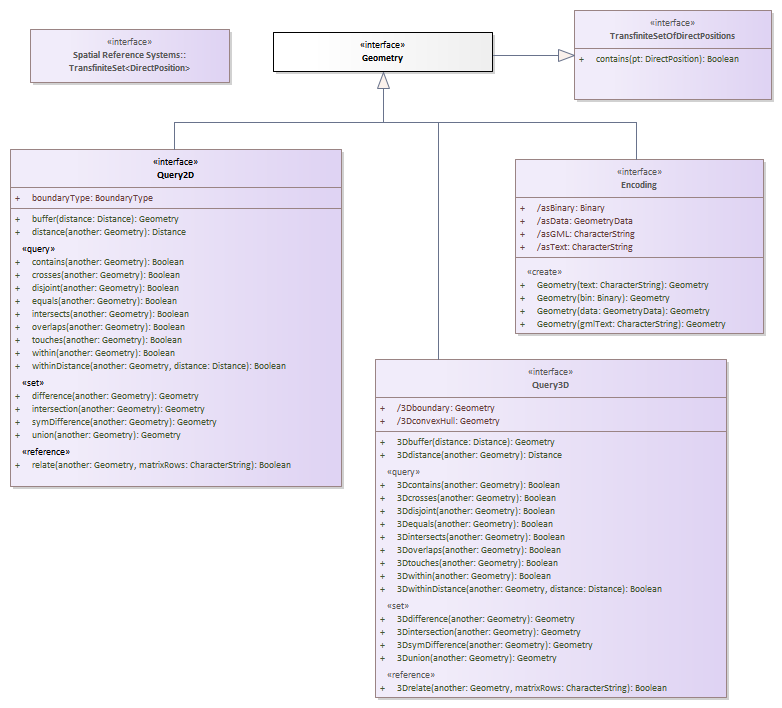 «interface»
Spatial Reference Systems::
TransfiniteSet<DirectPosition>
«interface»
Geometry
«interface»
TransfiniteSetOfDirectPositions
+ contains(pt: DirectPosition): Boolean
«interface»
Query2D
+ boundaryType: BoundaryType
+ buffer(distance: Distance): Geometry
+ distance(another: Geometry): Distance
«query»
+ contains(another: Geometry): Boolean
+ crosses(another: Geometry): Boolean
+ disjoint(another: Geometry): Boolean
+ equals(another: Geometry): Boolean
+ intersects(another: Geometry): Boolean
+ overlaps(another: Geometry): Boolean
+ touches(another: Geometry): Boolean
+ within(another: Geometry): Boolean
+ withinDistance(another: Geometry, distance: Distance): Boolean
«set»
+ difference(another: Geometry): Geometry
+ intersection(another: Geometry): Geometry
+ symDifference(another: Geometry): Geometry
+ union(another: Geometry): Geometry
«reference»
+ relate(another: Geometry, matrixRows: CharacterString): Boolean
«interface»
Encoding
+ /asBinary: Binary
+ /asData: GeometryData
+ /asGML: CharacterString
+ /asText: CharacterString
«create»
+ Geometry(text: CharacterString): Geometry
+ Geometry(bin: Binary): Geometry
+ Geometry(data: GeometryData): Geometry
+ Geometry(gmlText: CharacterString): Geometry
«interface»
Query3D
+ /3Dboundary: Geometry
+ /3DconvexHull: Geometry
+ 3Dbuffer(distance: Distance): Geometry
+ 3Ddistance(another: Geometry): Distance
«query»
+ 3Dcontains(another: Geometry): Boolean
+ 3Dcrosses(another: Geometry): Boolean
+ 3Ddisjoint(another: Geometry): Boolean
+ 3Dequals(another: Geometry): Boolean
+ 3Dintersects(another: Geometry): Boolean
+ 3Doverlaps(another: Geometry): Boolean
+ 3Dtouches(another: Geometry): Boolean
+ 3Dwithin(another: Geometry): Boolean
+ 3DwithinDistance(another: Geometry, distance: Distance): Boolean
«set»
+ 3Ddifference(another: Geometry): Geometry
+ 3Dintersection(another: Geometry): Geometry
+ 3DsymDifference(another: Geometry): Geometry
+ 3Dunion(another: Geometry): Geometry
«reference»
+ 3Drelate(another: Geometry, matrixRows: CharacterString): Boolean